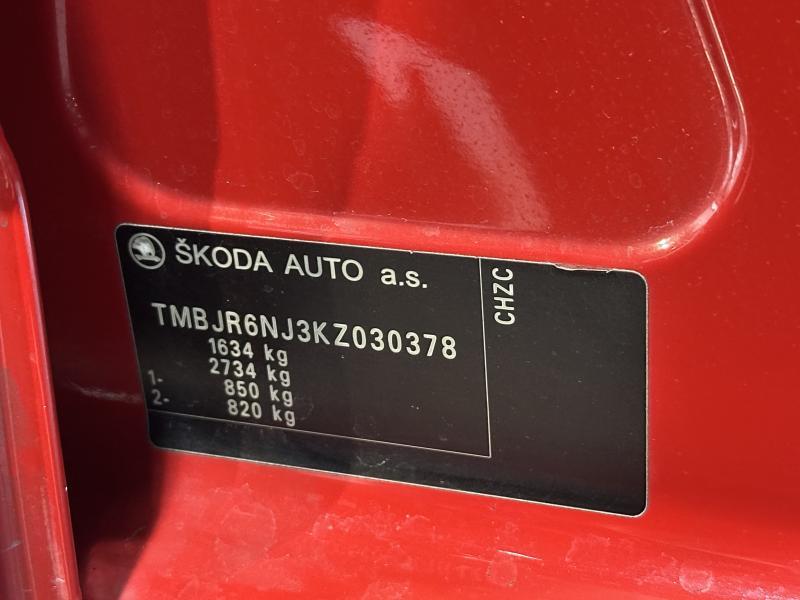 ŠKODA AUTO a.s.
TMBJR6NJ3KZ030378
1634 kg
2734 kg
1- 850 kg
2- 820 kg
CHZC